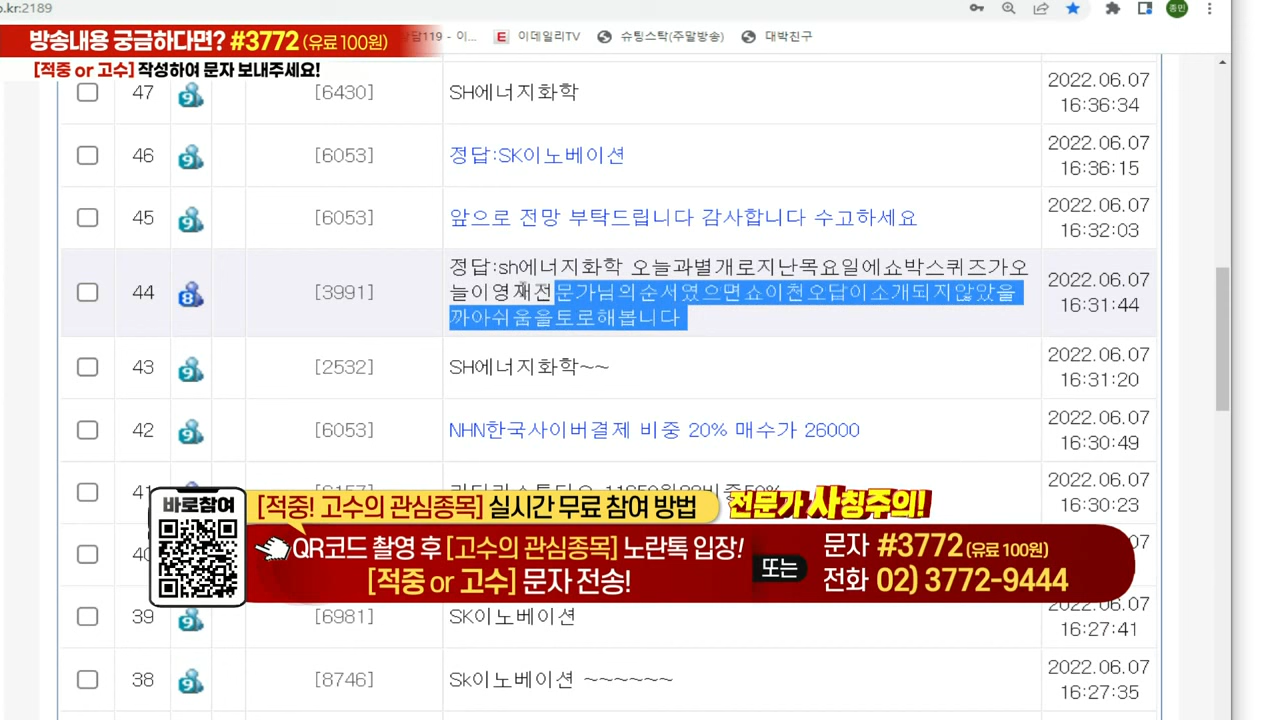 o.kr:2189
종민
방송내용 궁금하다면? #3772 (유료 100원)
담119 - 이...
E 이데일리TV
슈팅스탁(주말방송)
대박친구
[적중 or 고수] 작성하여 문자 보내주세요!
47 9 [6430] SH에너지화학 2022.06.07
16:36:34
46 9 [6053] 정답:SK이노베이션 2022.06.07
16:36:15
45 9 [6053] 앞으로 전망 부탁드립니다 감사합니다 수고하세요 2022.06.07
16:32:03
정답:sh에너지화학 오늘과별개로지난목요일에쇼박스퀴즈가오
44 8 [3991] 늘이영재전문가님의순서였으면쇼이천오답이소개되지않았을 2022.06.07
까아쉬움을토로해봅니다 16:31:44
43 9 [2532] SH에너지화학~~ 2022.06.07
16:31:20
42 9 [6053] NHN한국사이버결제 비중 20% 매수가 26000 2022.06.07
16:30:49
41 2022.06.07
16:30:23
바로참여
[적중! 고수의 관심종목] 실시간 무료 참여 방법
전문가 사칭주의!
QR코드 촬영 후 [고수의 관심종목] 노란톡 입장!
[적중 or 고수] 문자 전송!
또는
문자 #3772 (유료 100원)
전화 02) 3772-9444
39 9 [6981] SK이노베이션 2022.06.07
16:27:41
38 9 [8746] Sk이노베이션 ~~~~~~ 2022.06.07
16:27:35